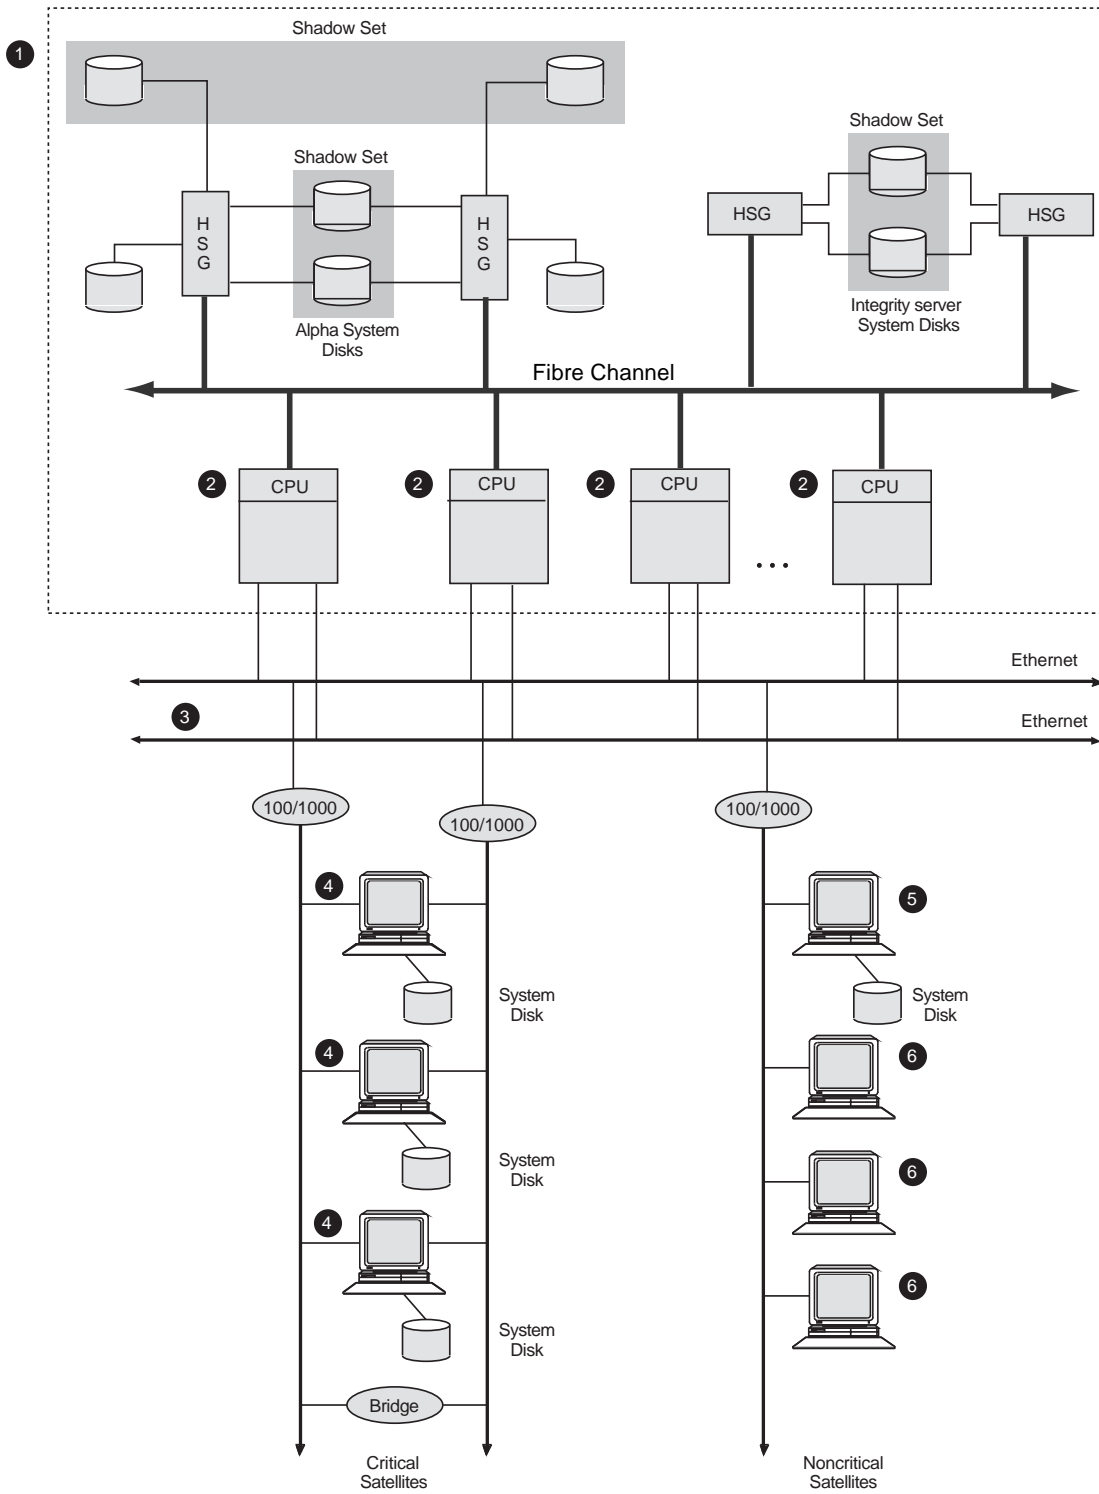 Shadow Set
1
Shadow Set
Shadow Set
H
S
G
H
S
G
HSG
HSG
Alpha System
Disks
Integrity server
System Disks
Fibre Channel
2
CPU
2
CPU
2
CPU
2
CPU
...
Ethernet
3
Ethernet
100/1000
100/1000
100/1000
4
5
System
Disk
System
Disk
4
6
System
Disk
6
4
6
System
Disk
Bridge
Critical
Satellites
Noncritical
Satellites